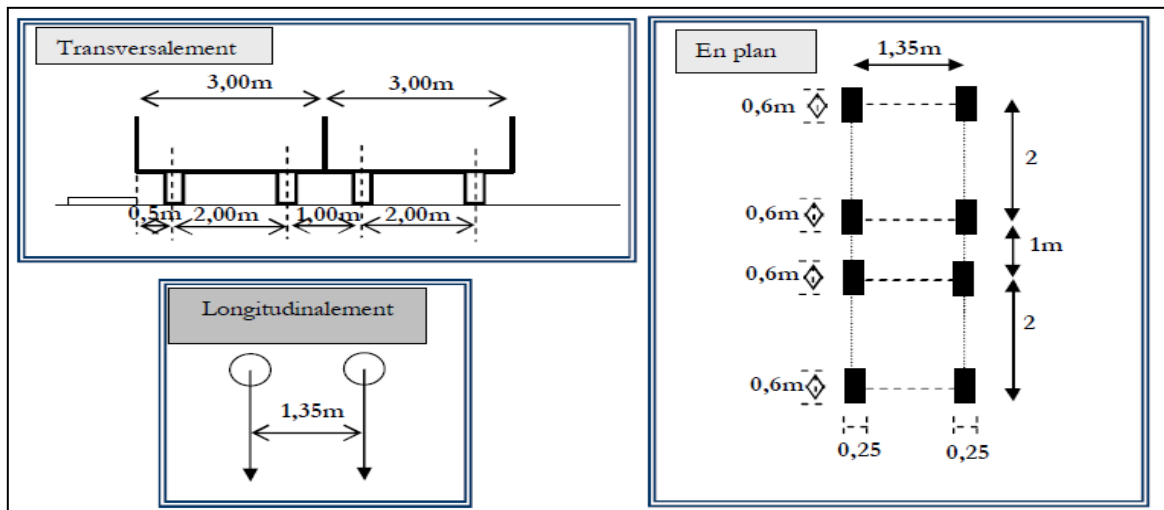 Transversalement
3,00m 3,00m
0,5m 2,00m 1,00m 2,00m
Longitudinalement
1,35m
En plan
1,35m
0,6m
2
0,6m
1m
0,6m
2
0,6m
0,25 0,25